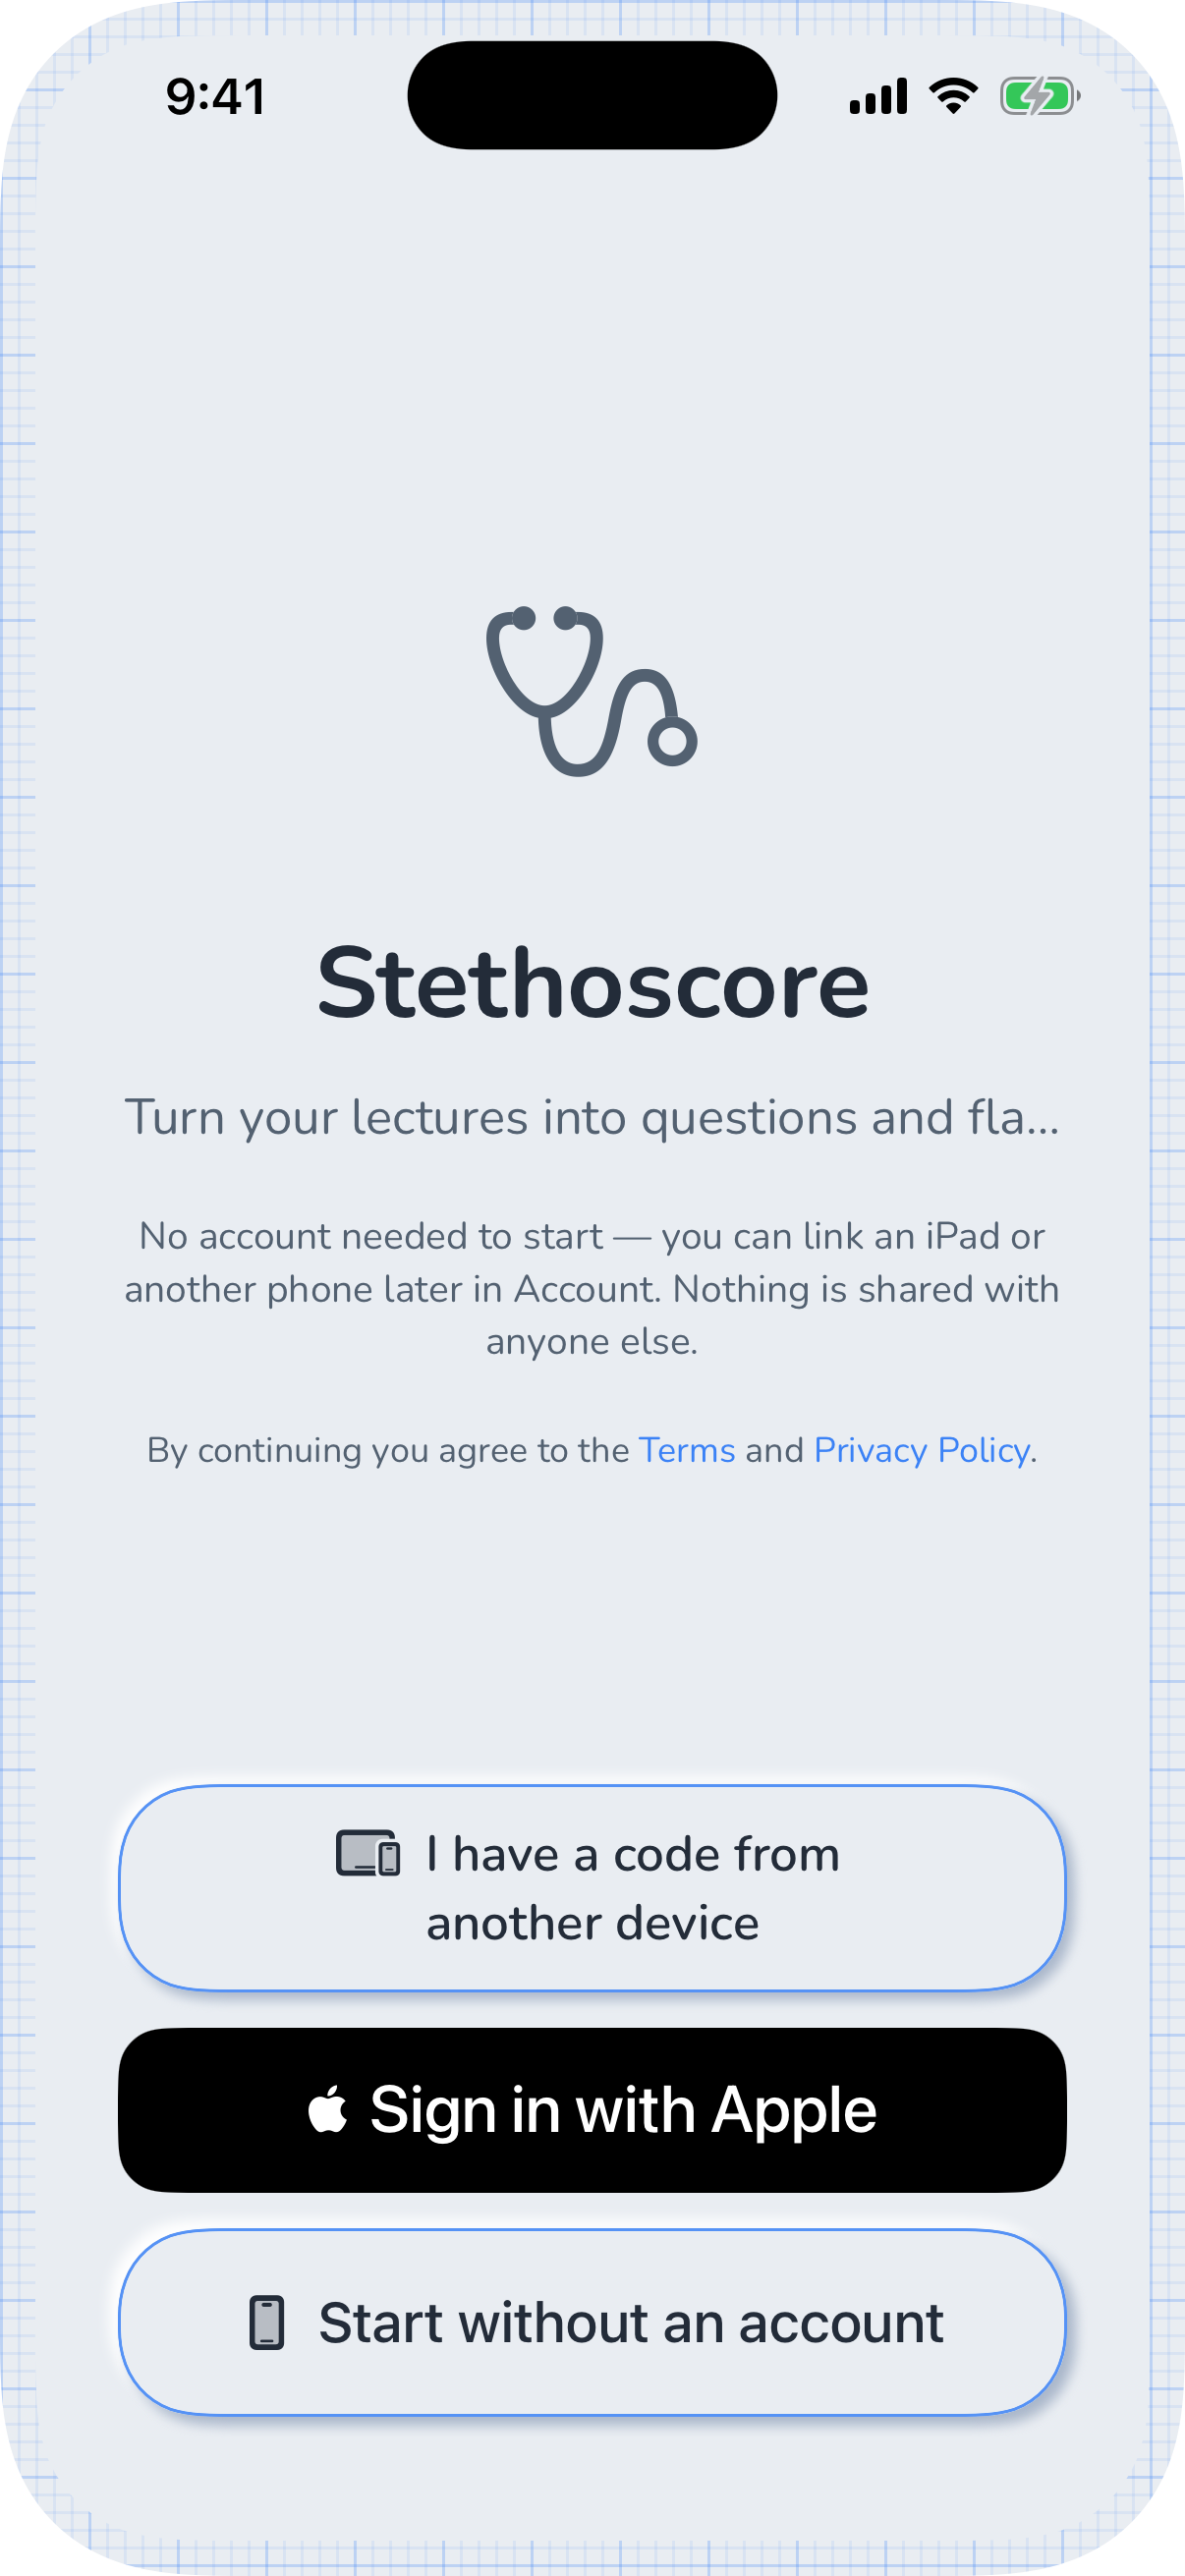 9:41
Stethoscore
Turn your lectures into questions and fla...
No account needed to start — you can link an iPad or
another phone later in Account. Nothing is shared with
anyone else.
By continuing you agree to the Terms and Privacy Policy.
I have a code from
another device
Sign in with Apple
Start without an account